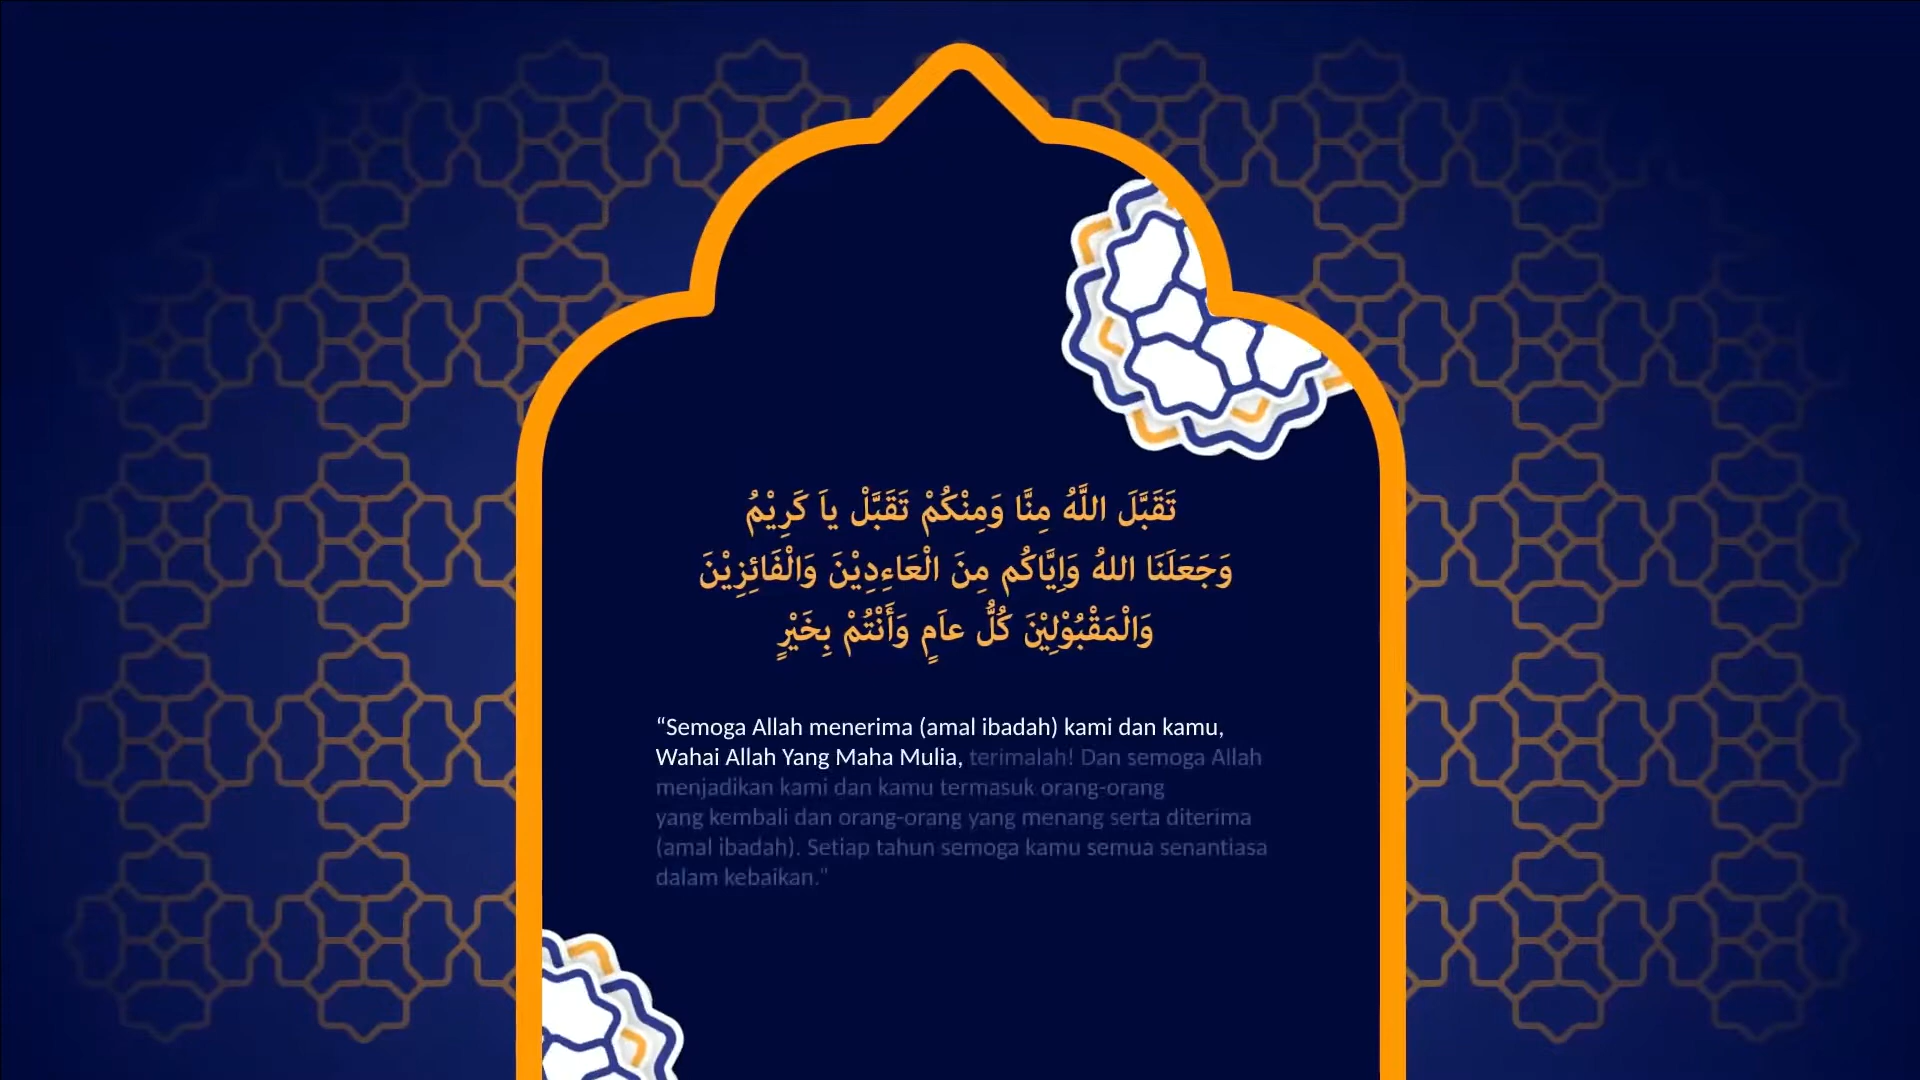 تَقَبَّلَ اللَّهُ مِنَّا وَمِنْكُمْ تَقَبَّلْ ياَ كَرِيْمُ
وَجَعَلَنَا اللهُ وَاِيَّاكُم مِنَ الْعَاءِدِيْنَ وَالْفَائِزِيْنَ
وَالْمَقْبُوْلِيْنَ كُلُّ عاَمٍ وَأَنْتُمْ بِخَيْرٍ
“Semoga Allah menerima (amal ibadah) kami dan kamu,
Wahai Allah Yang Maha Mulia, terimalah! Dan semoga Allah
menjadikan kami dan kamu termasuk orang-orang
yang kembali dan orang-orang yang menang serta diterima
(amal ibadah). Setiap tahun semoga kamu semua senantiasa
dalam kebaikan."